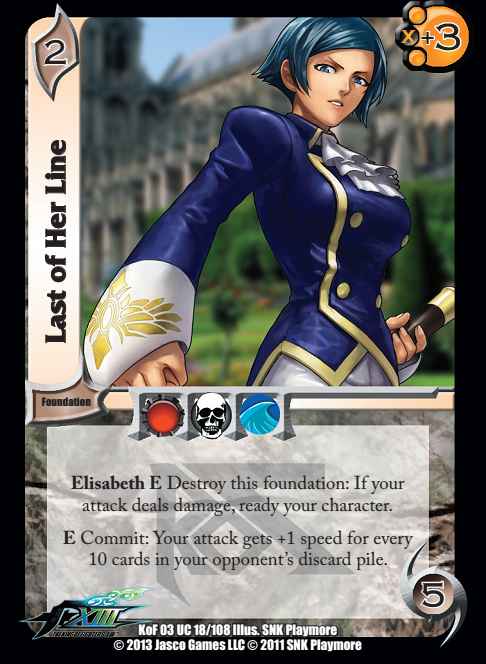 2
x+3
Last of Her Line
Foundation
Elisabeth E Destroy this foundation: If your
attack deals damage, ready your character.
E Commit: Your attack gets +1 speed for every
10 cards in your opponent's discard pile.
5
XIII
KoF 03 UC 18/108 Illus. SNK Playmore
© 2013 Jasco Games LLC © 2011 SNK Playmore